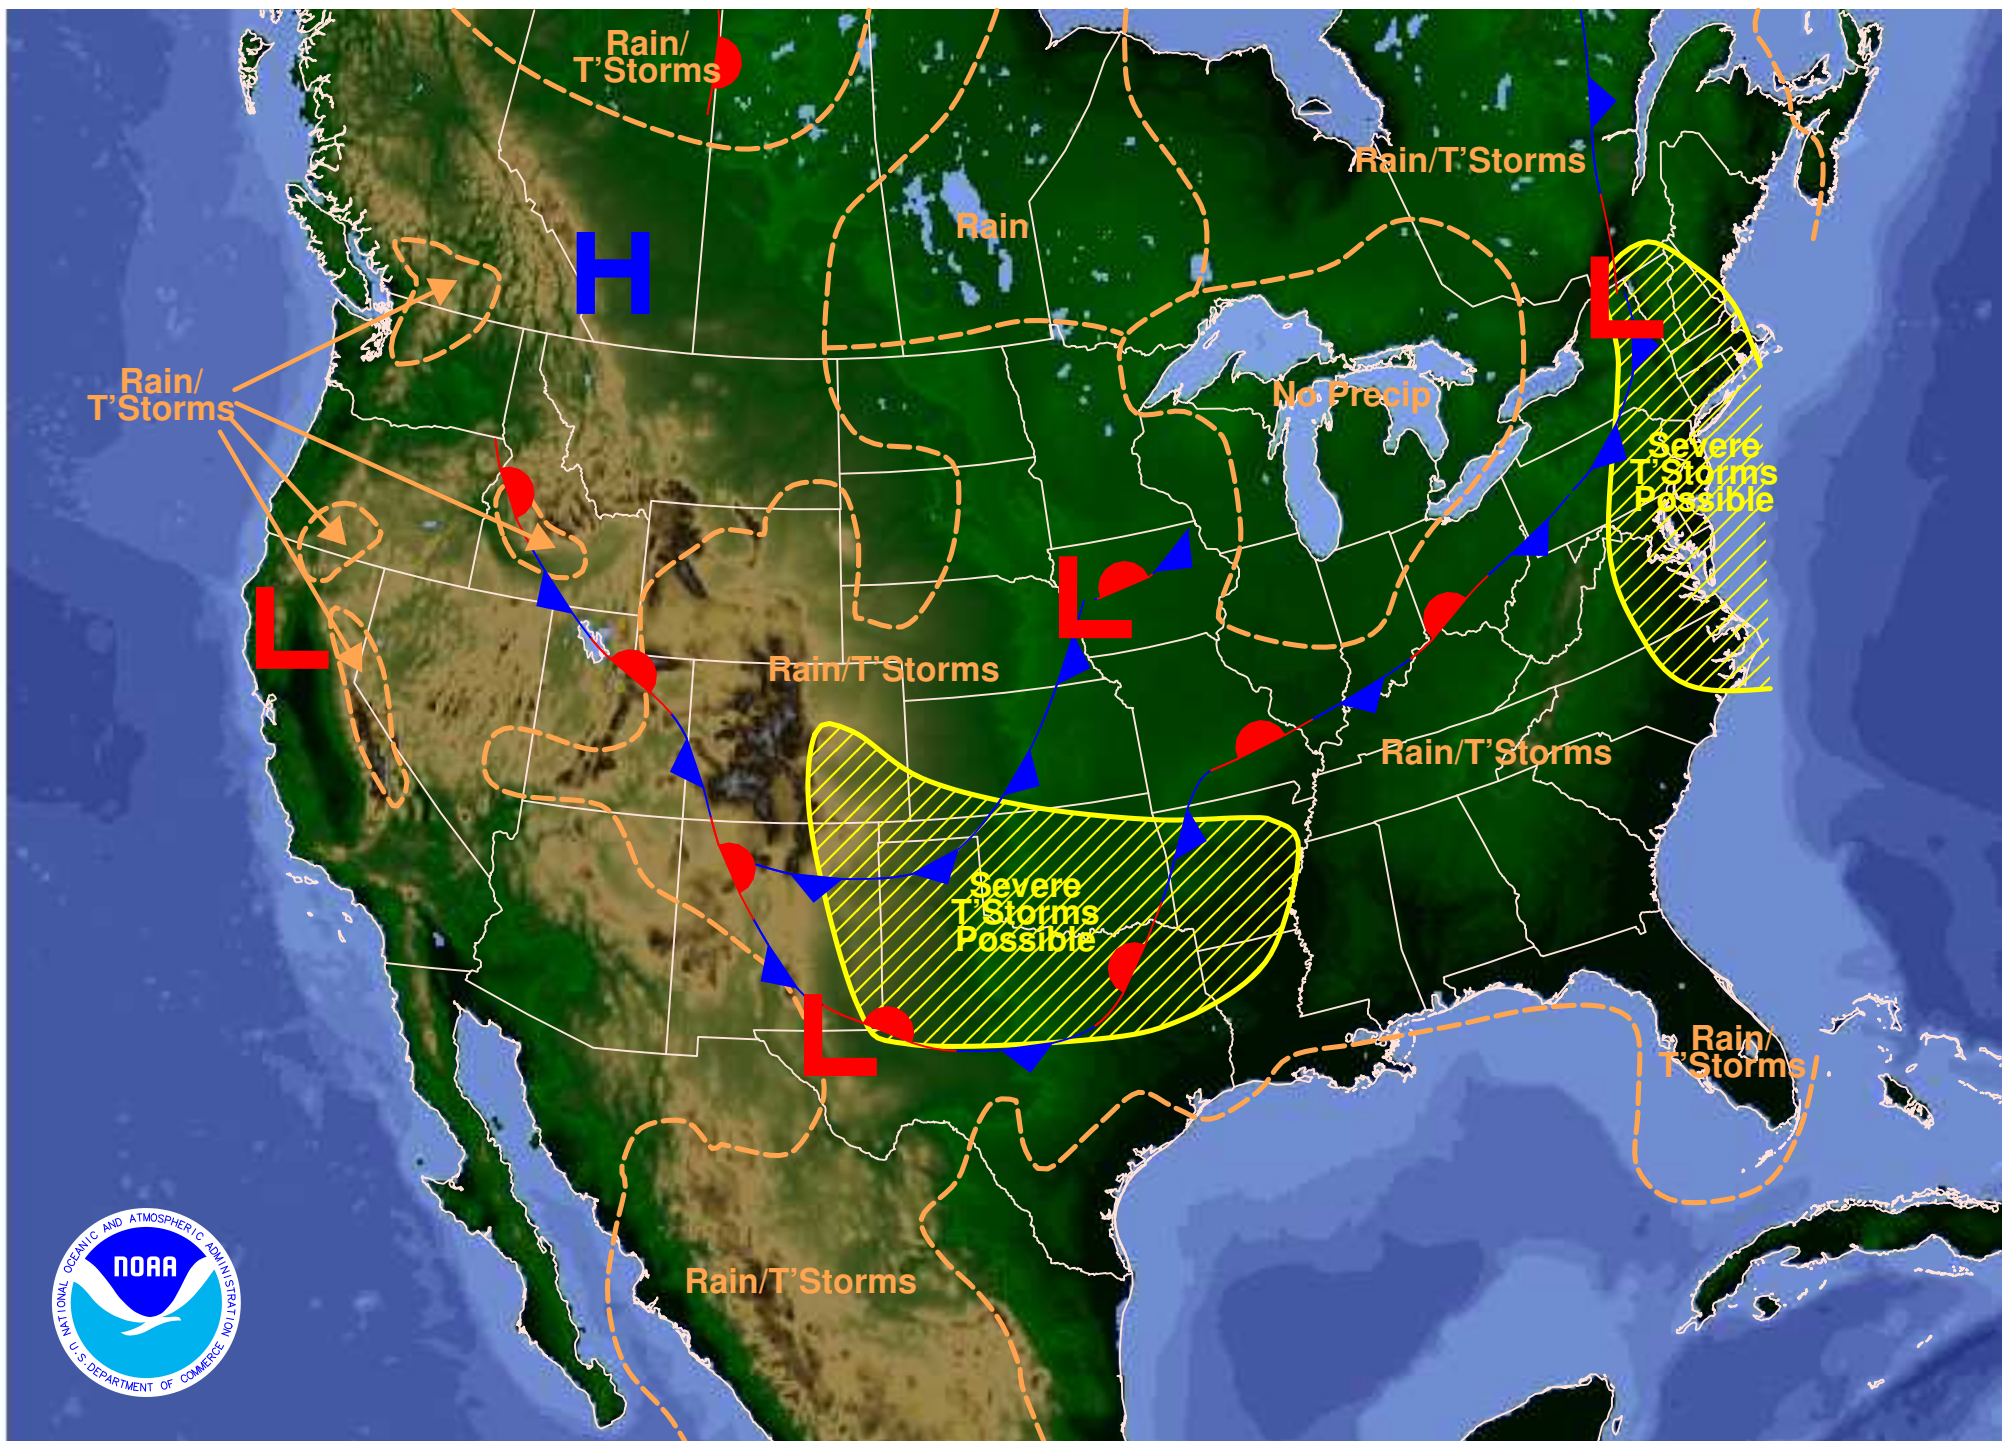 Rain/
T'Storms
Rain/T'Storms
Rain
H
L
Rain/
T'Storms
No Precip
Severe
T'Storms
Possible
L
L
Rain/T'Storms
Rain/T'Storms
Severe
T'Storms
Possible
L
Rain/
T'Storms
Rain/T'Storms
NATIONAL OCEANIC AND ATMOSPHERIC ADMINISTRATION
NOAA
U.S. DEPARTMENT OF COMMERCE